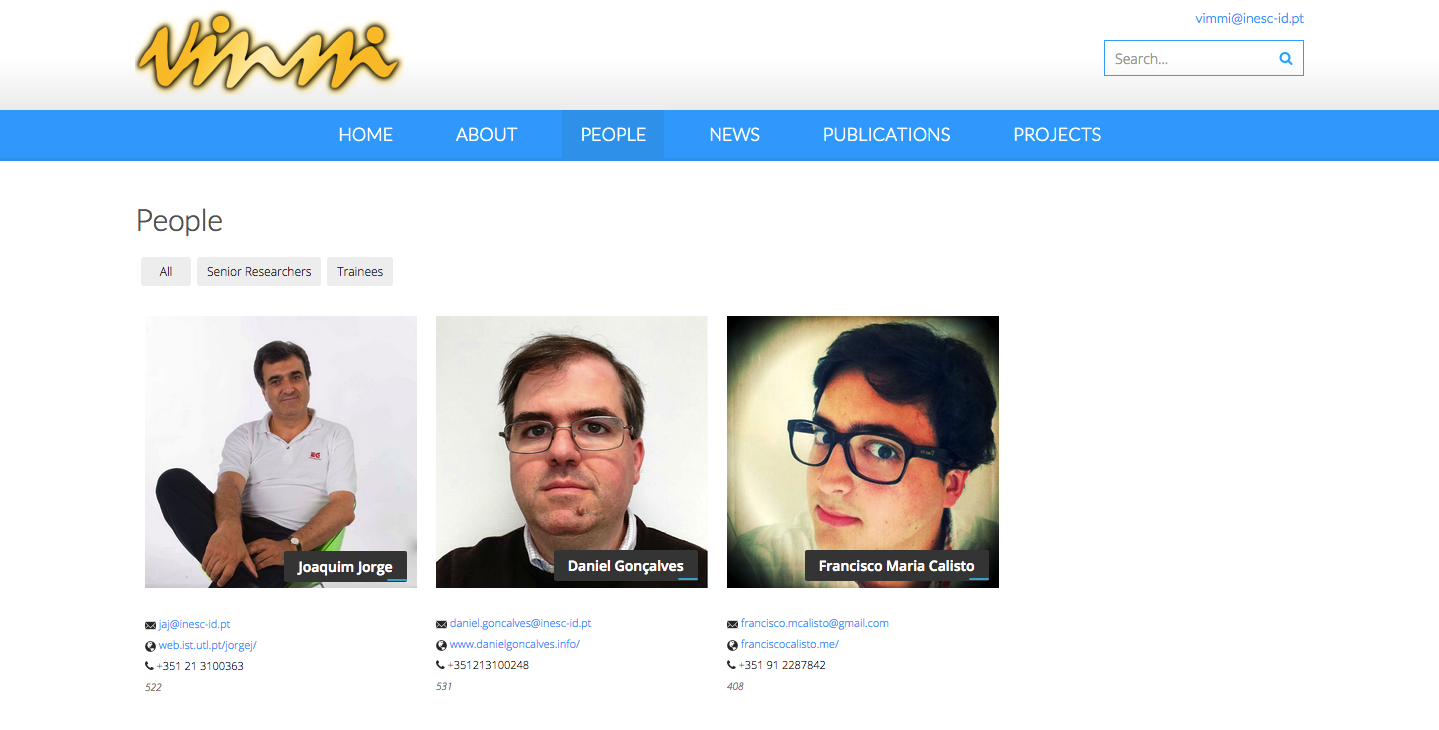 vimmi
vimmi@inesc-id.pt
Search...
HOME ABOUT PEOPLE NEWS PUBLICATIONS PROJECTS
People
All Senior Researchers Trainees
Joaquim Jorge
Daniel Gonçalves
Francisco Maria Calisto
jaj@inesc-id.pt
web.ist.utl.pt/jorgej/
+351 21 3100363
522
daniel.goncalves@inesc-id.pt
www.danielgoncalves.info/
+351213100248
531
francisco.mcalisto@gmail.com
franciscocalisto.me/
+351 91 2287842
408